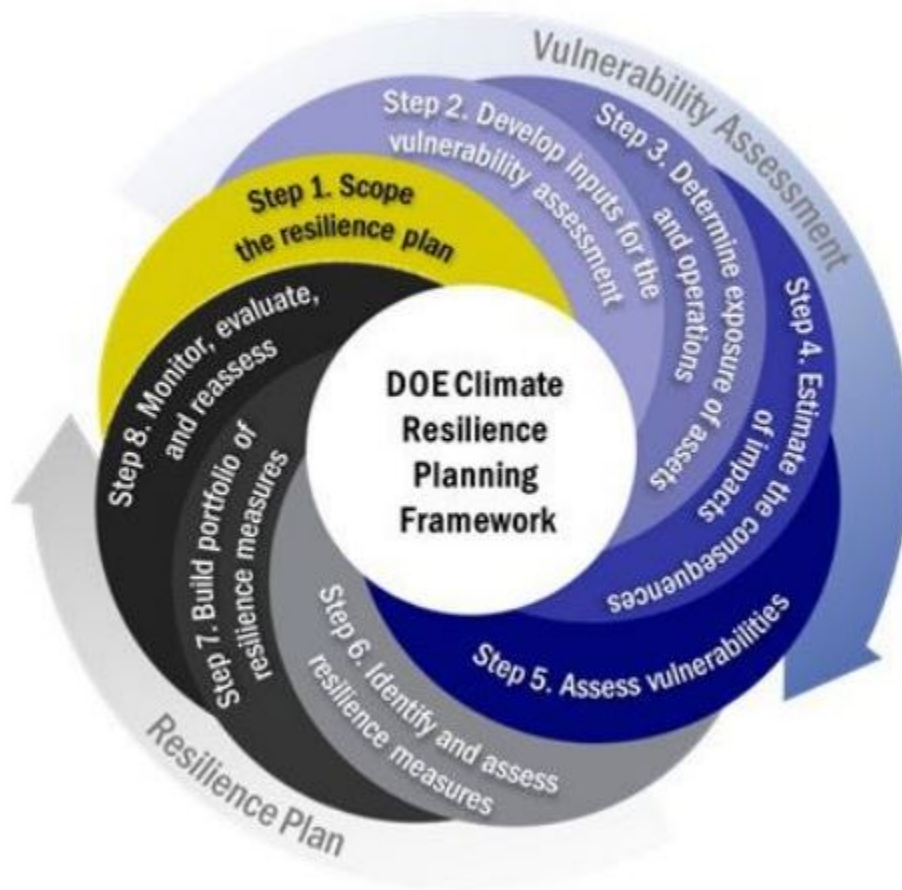 Vulnerability Assessment
Step 1. Scope
the resilience plan
Step 2. Develop inputs for the
vulnerability assessment
Step 3. Determine exposure of assets
and operations
Step 4. Estimate the consequences
of impacts
Step 5. Assess vulnerabilities
Step 6. Identify and assess
resilience measures
Step 7. Build portfolio of
resilience measures
Step 8. Monitor, evaluate,
and reassess
DOE Climate
Resilience
Planning
Framework
Resilience Plan